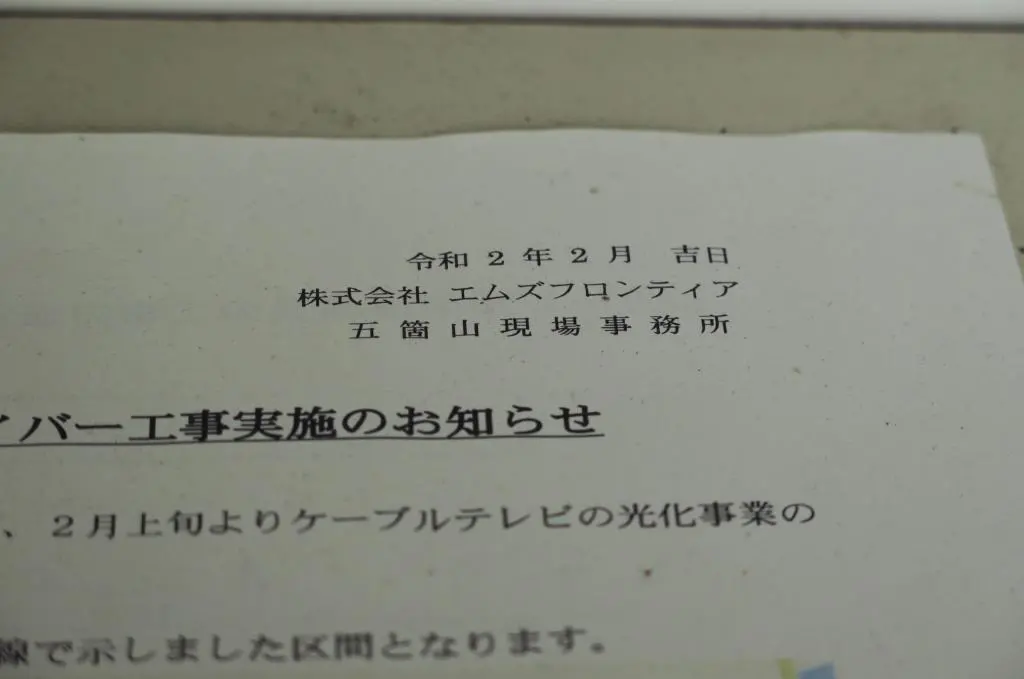 令和 2 年 2 月　吉日
株式会社 エムズフロンティア
五 箇 山 現 場 事 務 所
イバー工事実施のお知らせ
、2月上旬よりケーブルテレビの光化事業の
線で示しました区間となります。